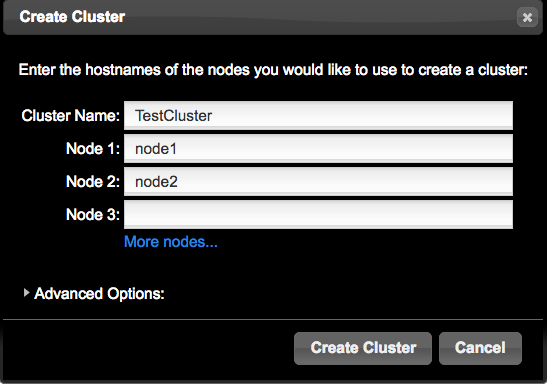 Create Cluster
Enter the hostnames of the nodes you would like to use to create a cluster:
Cluster Name: TestCluster
Node 1: node1
Node 2: node2
Node 3:
More nodes...
Advanced Options:
Create Cluster Cancel